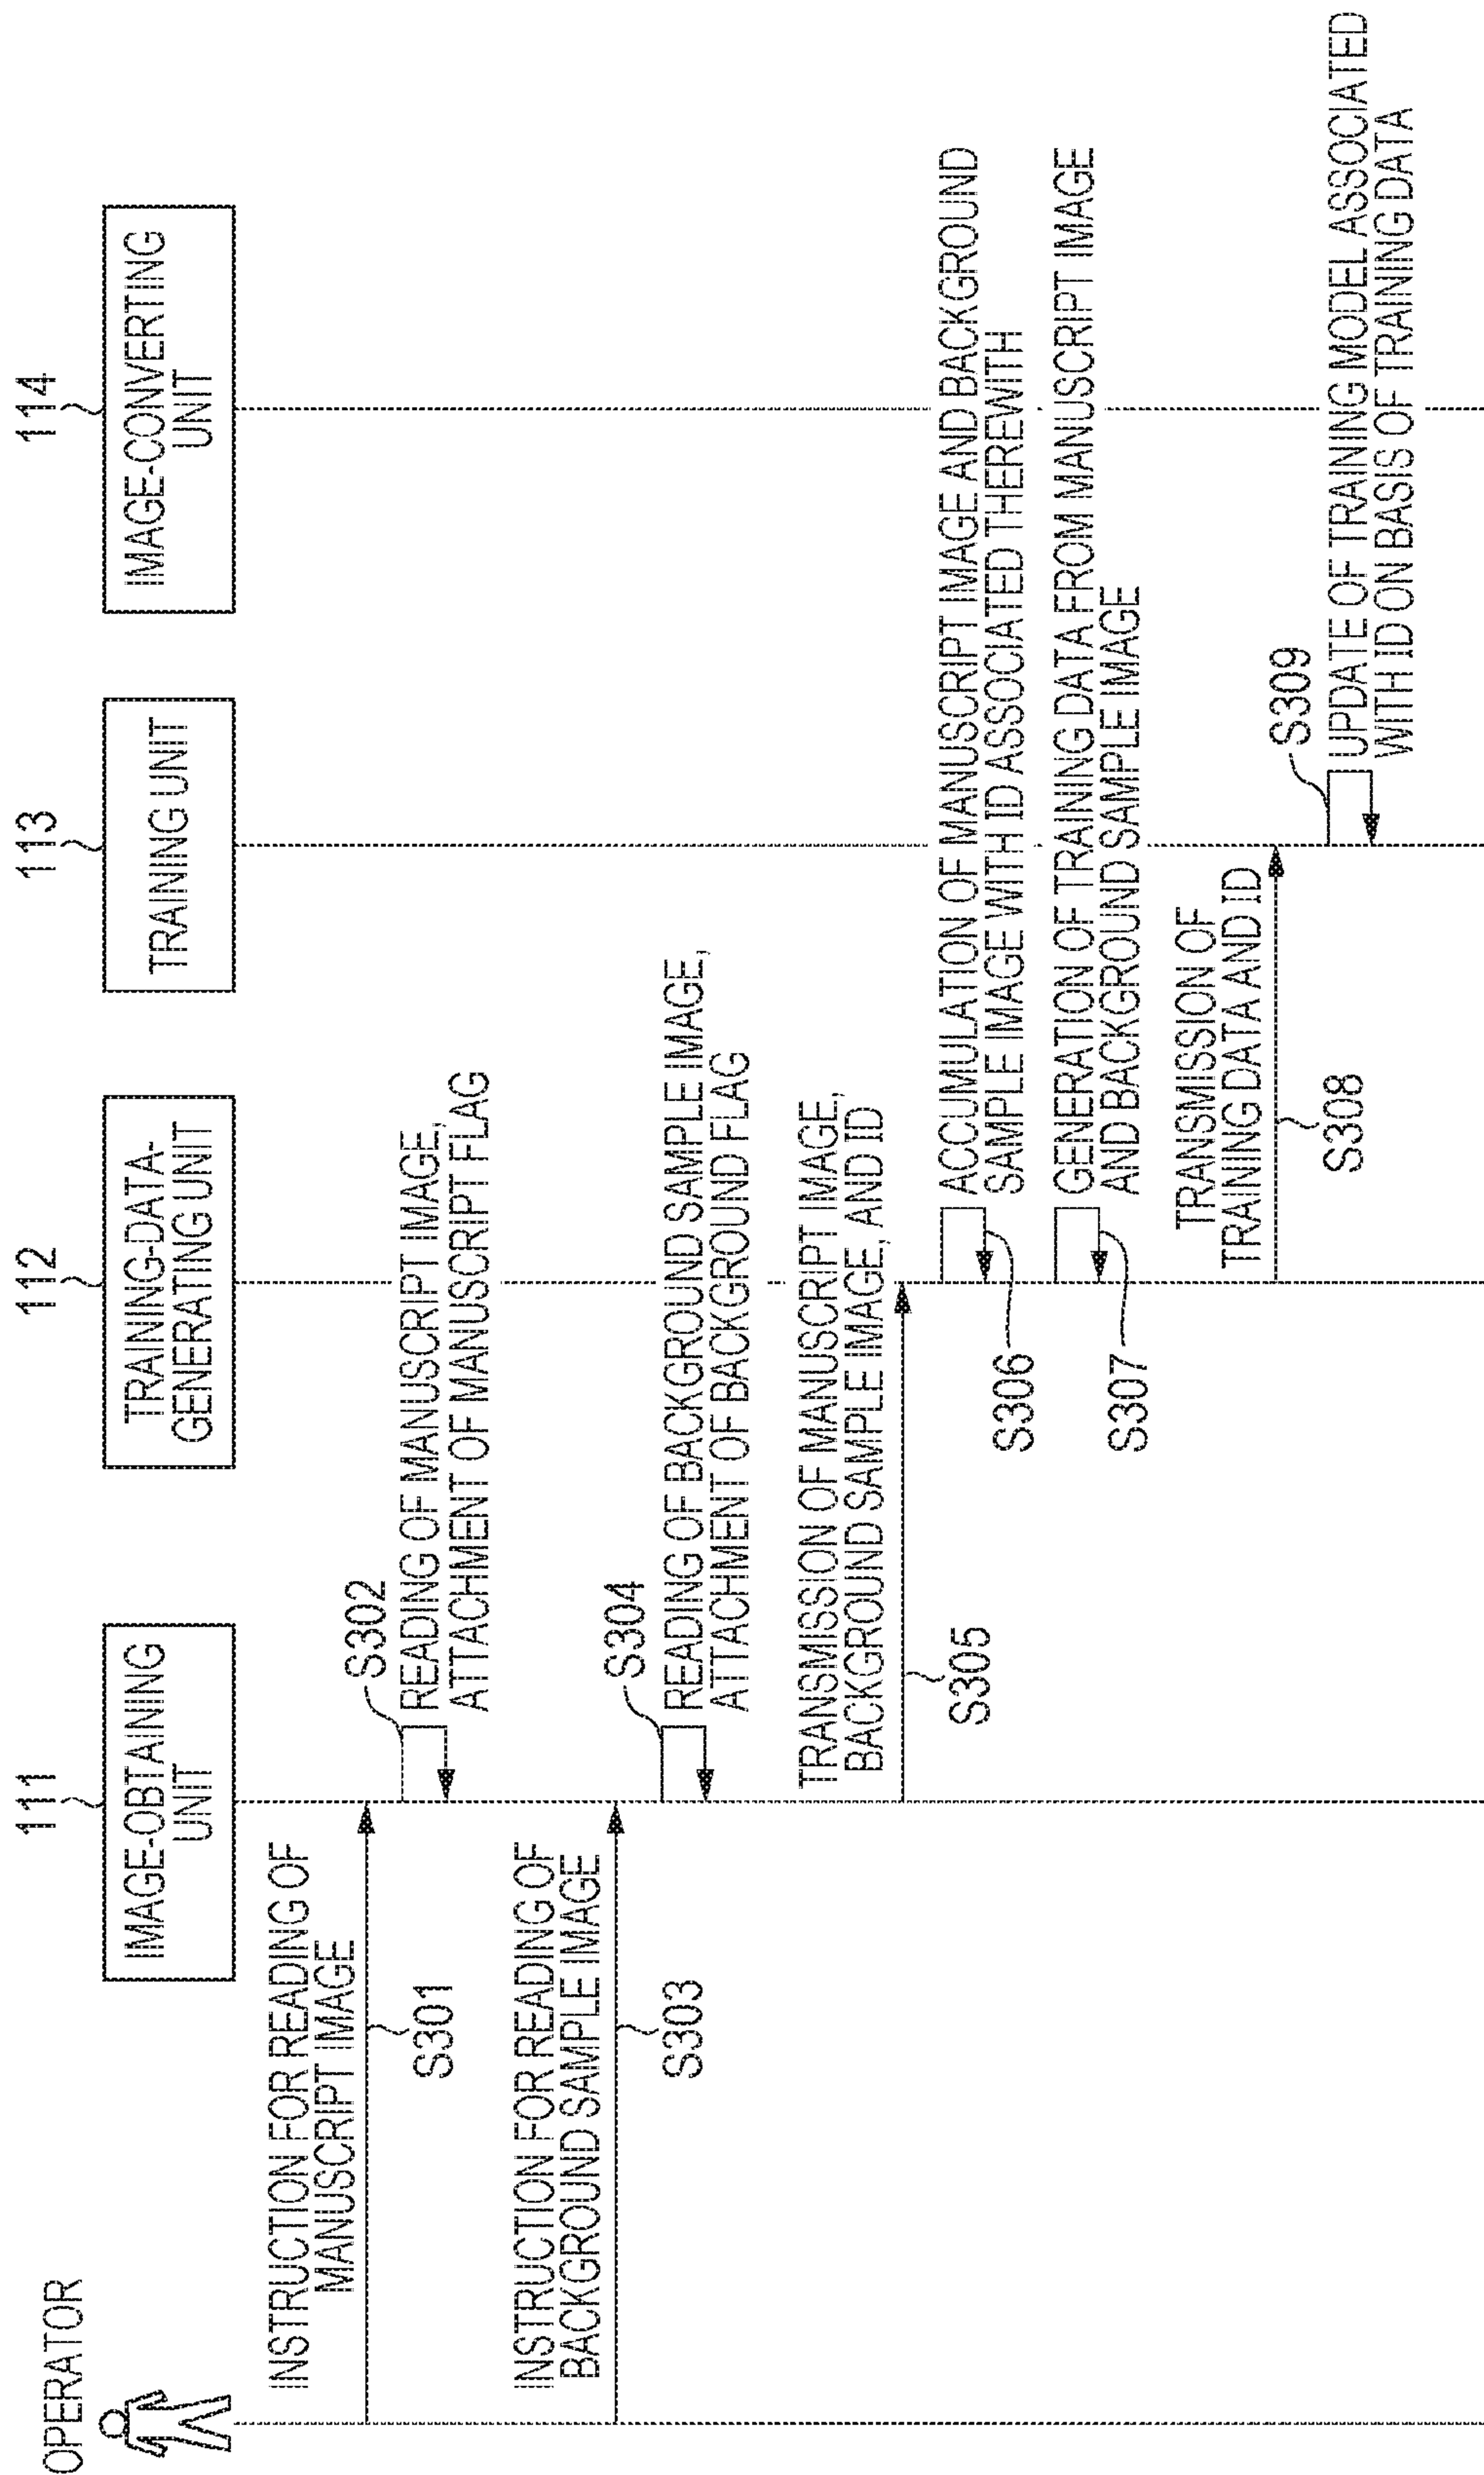 OPERATOR
111
IMAGE-OBTAINING
UNIT
112
TRAINING-DATA-
GENERATING UNIT
113
TRAINING UNIT
114
IMAGE-CONVERTING
UNIT
INSTRUCTION FOR READING OF
MANUSCRIPT IMAGE
S301
S302
READING OF MANUSCRIPT IMAGE,
ATTACHMENT OF MANUSCRIPT FLAG
INSTRUCTION FOR READING OF
BACKGROUND SAMPLE IMAGE
S303
S304
READING OF BACKGROUND SAMPLE IMAGE,
ATTACHMENT OF BACKGROUND FLAG
TRANSMISSION OF MANUSCRIPT IMAGE,
BACKGROUND SAMPLE IMAGE, AND ID
S305
ACCUMULATION OF MANUSCRIPT IMAGE AND BACKGROUND
SAMPLE IMAGE WITH ID ASSOCIATED THEREWITH
S306
GENERATION OF TRAINING DATA FROM MANUSCRIPT IMAGE
AND BACKGROUND SAMPLE IMAGE
S307
TRANSMISSION OF
TRAINING DATA AND ID
S308
S309
UPDATE OF TRAINING MODEL ASSOCIATED
WITH ID ON BASIS OF TRAINING DATA